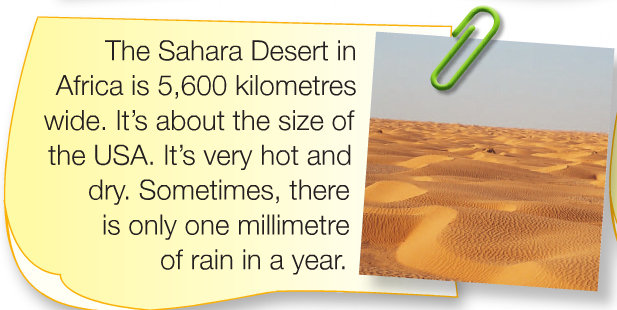 The Sahara Desert in
Africa is 5,600 kilometres
wide. It's about the size of
the USA. It's very hot and
dry. Sometimes, there
is only one millimetre
of rain in a year.